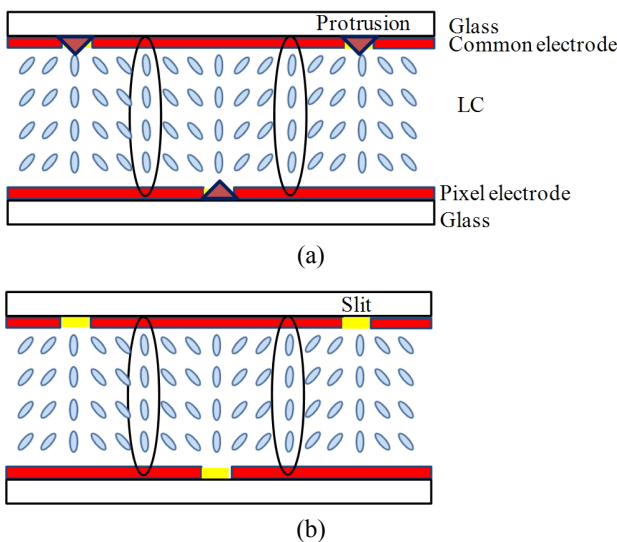 Protrusion
Glass
Common electrode
LC
Pixel electrode
Glass
(a)
Slit
(b)